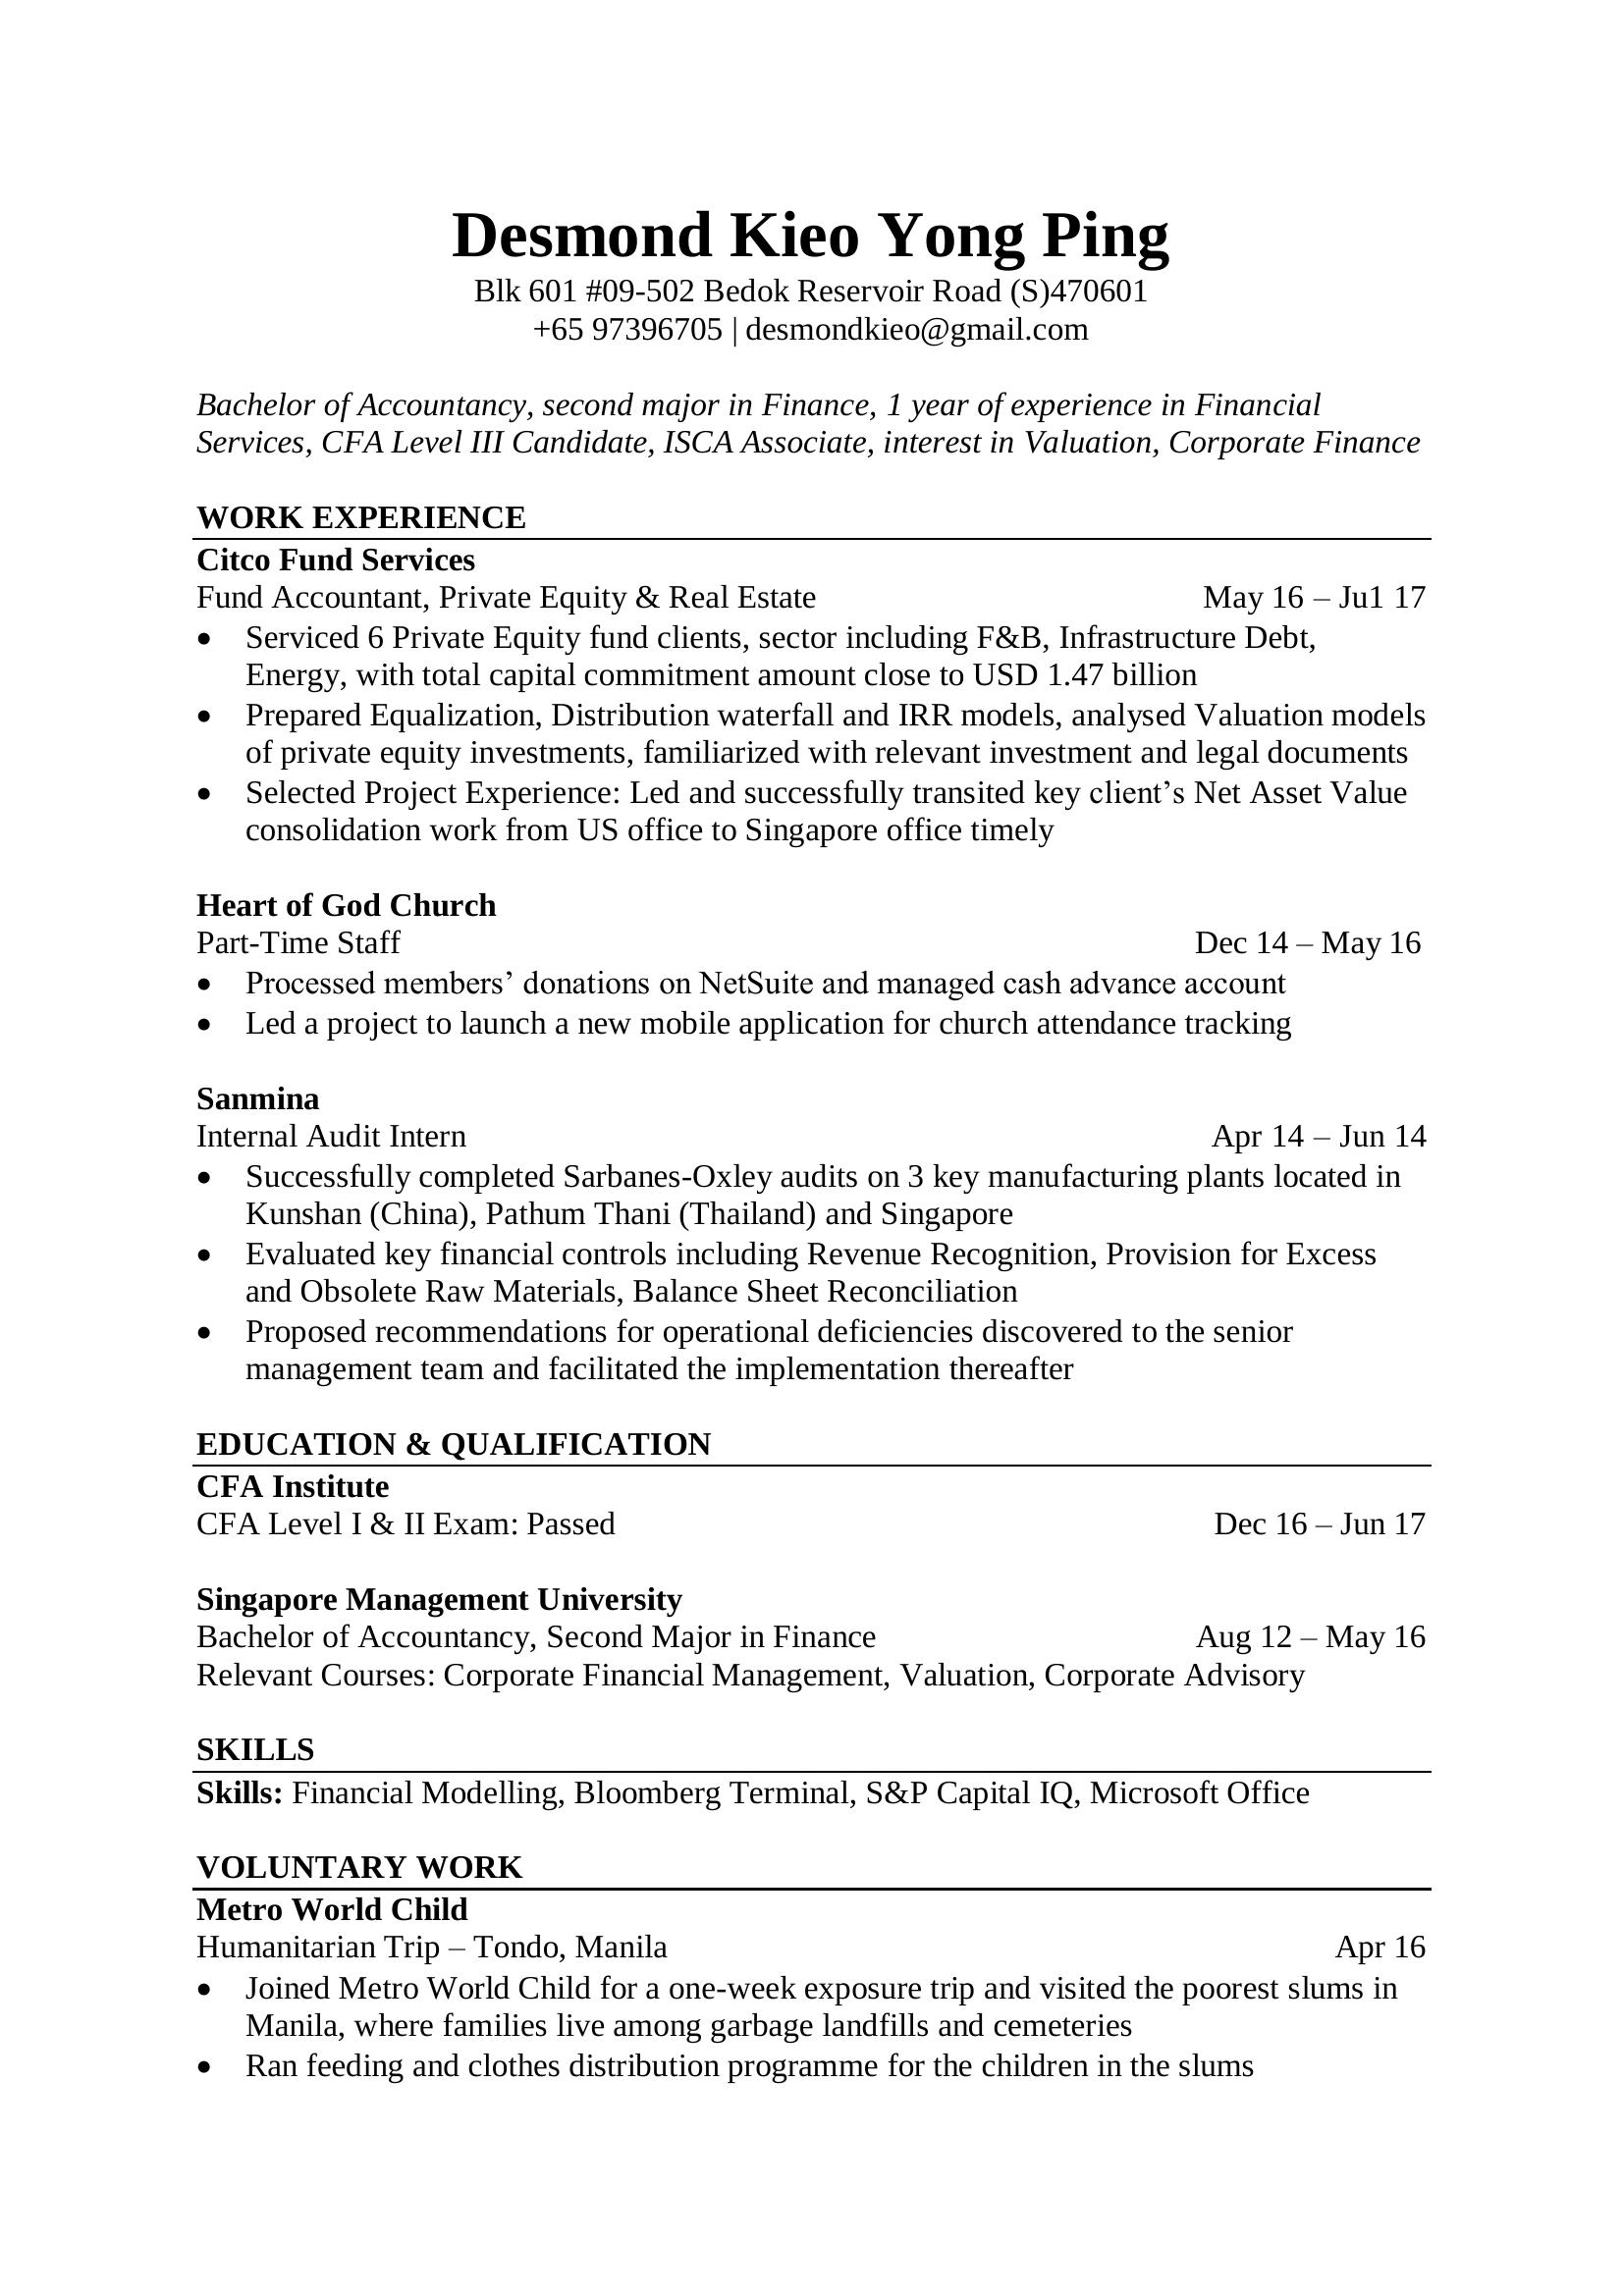 Desmond Kieo Yong Ping
Blk 601 #09-502 Bedok Reservoir Road (S)470601
+65 97396705 | desmondkieo@gmail.com
Bachelor of Accountancy, second major in Finance, 1 year of experience in Financial
Services, CFA Level III Candidate, ISCA Associate, interest in Valuation, Corporate Finance
WORK EXPERIENCE
Citco Fund Services
Fund Accountant, Private Equity & Real Estate May 16 – Ju1 17
• Serviced 6 Private Equity fund clients, sector including F&B, Infrastructure Debt,
Energy, with total capital commitment amount close to USD 1.47 billion
• Prepared Equalization, Distribution waterfall and IRR models, analysed Valuation models
of private equity investments, familiarized with relevant investment and legal documents
• Selected Project Experience: Led and successfully transited key client’s Net Asset Value
consolidation work from US office to Singapore office timely
Heart of God Church
Part-Time Staff Dec 14 – May 16
• Processed members’ donations on NetSuite and managed cash advance account
• Led a project to launch a new mobile application for church attendance tracking
Sanmina
Internal Audit Intern Apr 14 – Jun 14
• Successfully completed Sarbanes-Oxley audits on 3 key manufacturing plants located in
Kunshan (China), Pathum Thani (Thailand) and Singapore
• Evaluated key financial controls including Revenue Recognition, Provision for Excess
and Obsolete Raw Materials, Balance Sheet Reconciliation
• Proposed recommendations for operational deficiencies discovered to the senior
management team and facilitated the implementation thereafter
EDUCATION & QUALIFICATION
CFA Institute
CFA Level I & II Exam: Passed Dec 16 – Jun 17
Singapore Management University
Bachelor of Accountancy, Second Major in Finance Aug 12 – May 16
Relevant Courses: Corporate Financial Management, Valuation, Corporate Advisory
SKILLS
Skills: Financial Modelling, Bloomberg Terminal, S&P Capital IQ, Microsoft Office
VOLUNTARY WORK
Metro World Child
Humanitarian Trip – Tondo, Manila Apr 16
• Joined Metro World Child for a one-week exposure trip and visited the poorest slums in
Manila, where families live among garbage landfills and cemeteries
• Ran feeding and clothes distribution programme for the children in the slums